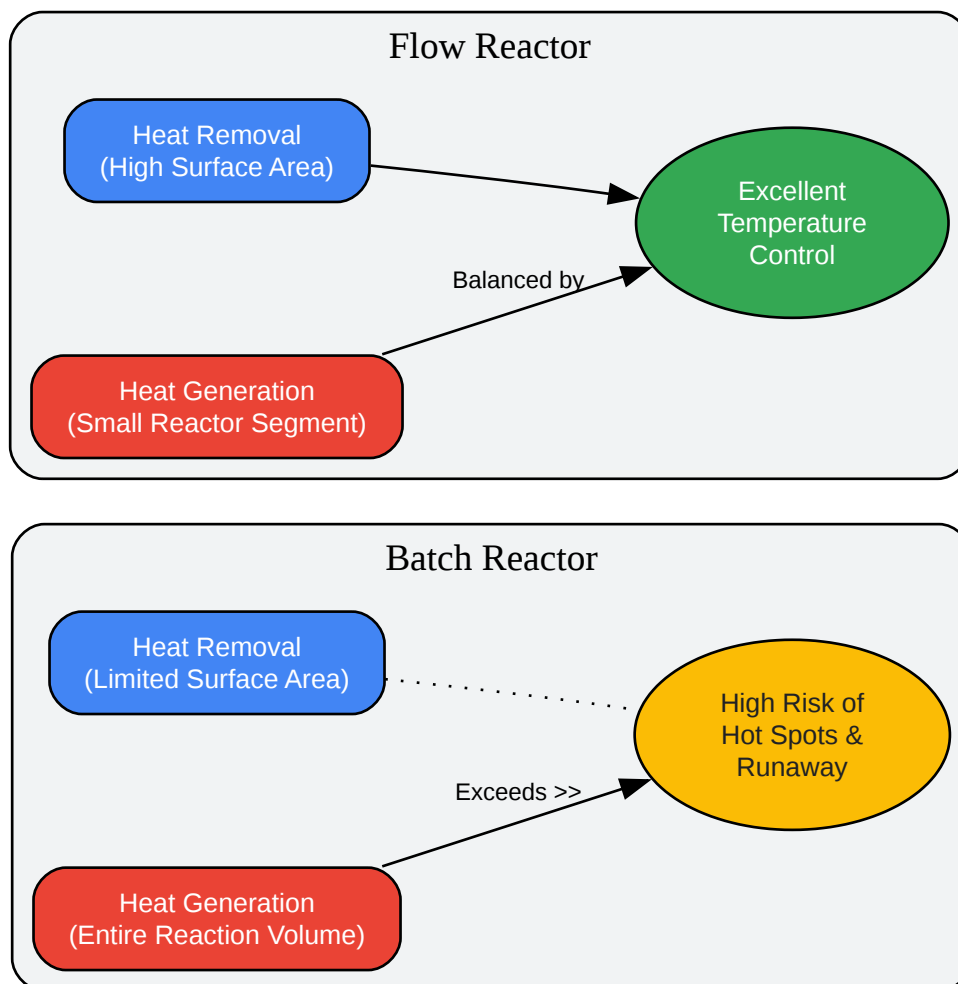 Flow Reactor
Heat Removal
(High Surface Area)
Excellent
Temperature
Control
Balanced by
Heat Generation
(Small Reactor Segment)
Batch Reactor
Heat Removal
(Limited Surface Area)
High Risk of
Hot Spots &
Runaway
Exceeds >>
Heat Generation
(Entire Reaction Volume)